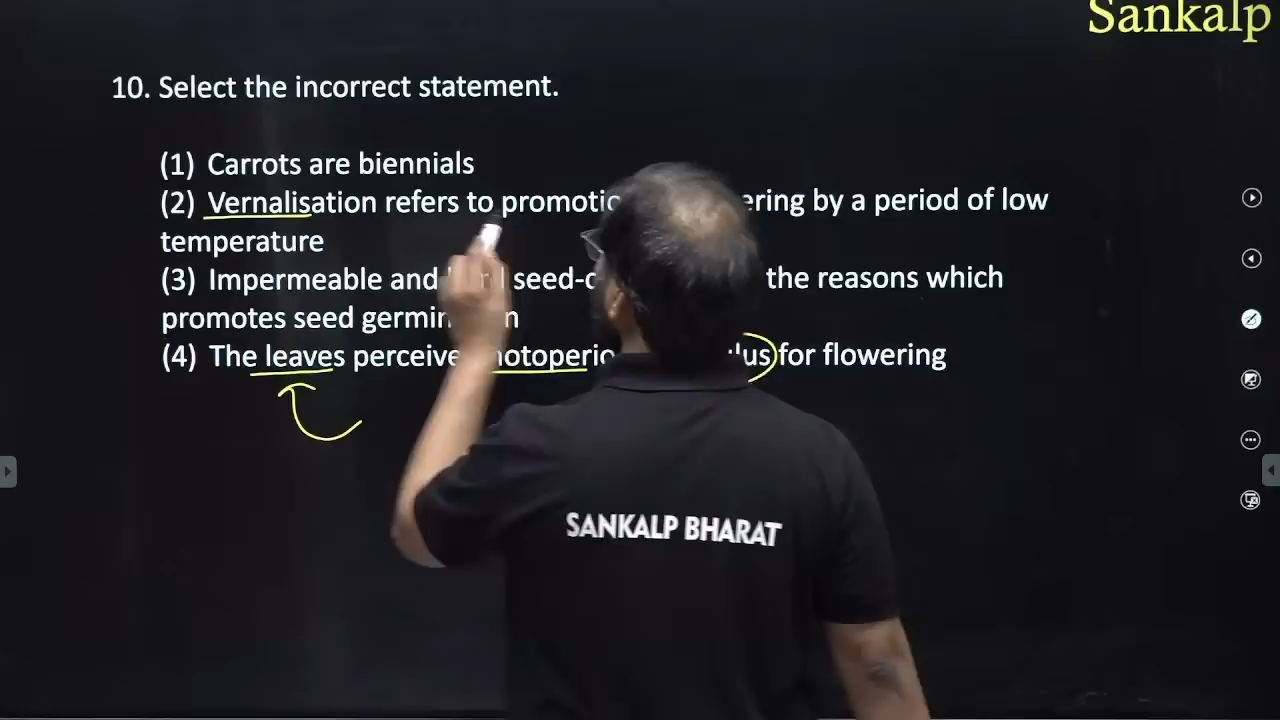 Sankalp
10. Select the incorrect statement.
(1) Carrots are biennials
(2) Vernalisation refers to promotio ering by a period of low
temperature
(3) Impermeable and seed-c the reasons which
promotes seed germin n
(4) The leaves perceive hotoperio lus for flowering
SANKALP BHARAT